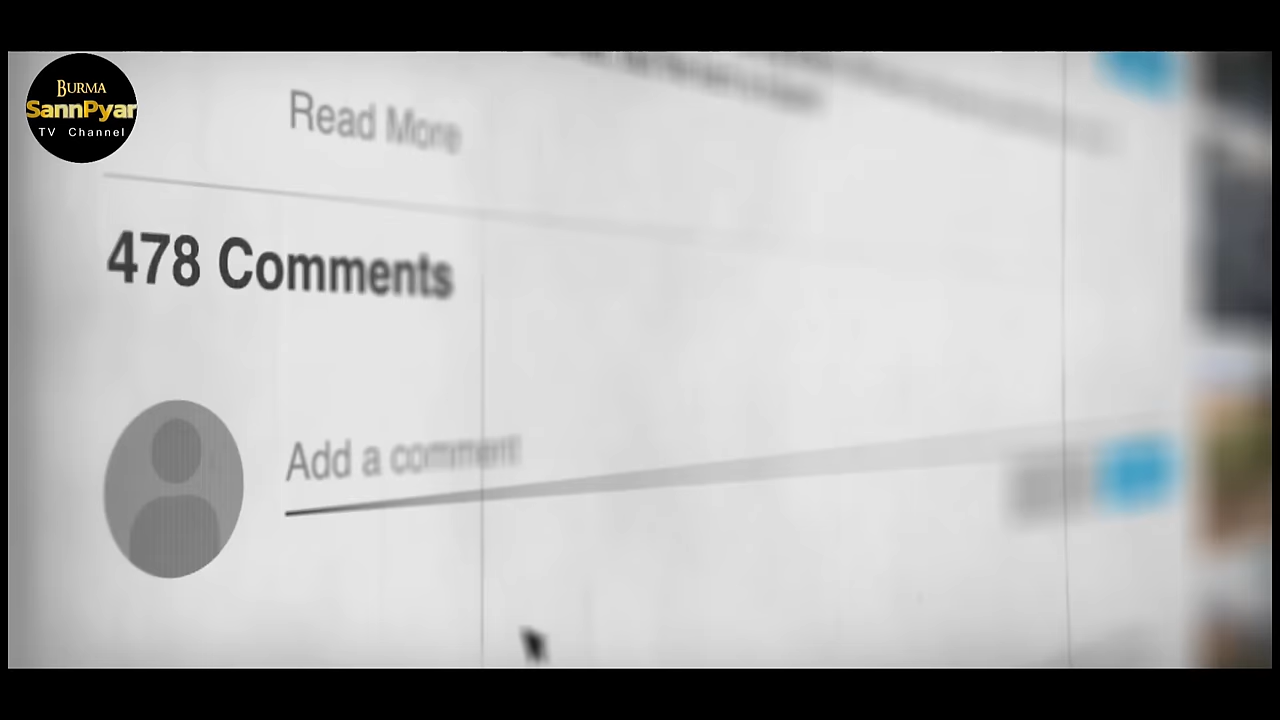 BURMA
SannPyar
TV Channel
Read More
478 Comments
Add a comment